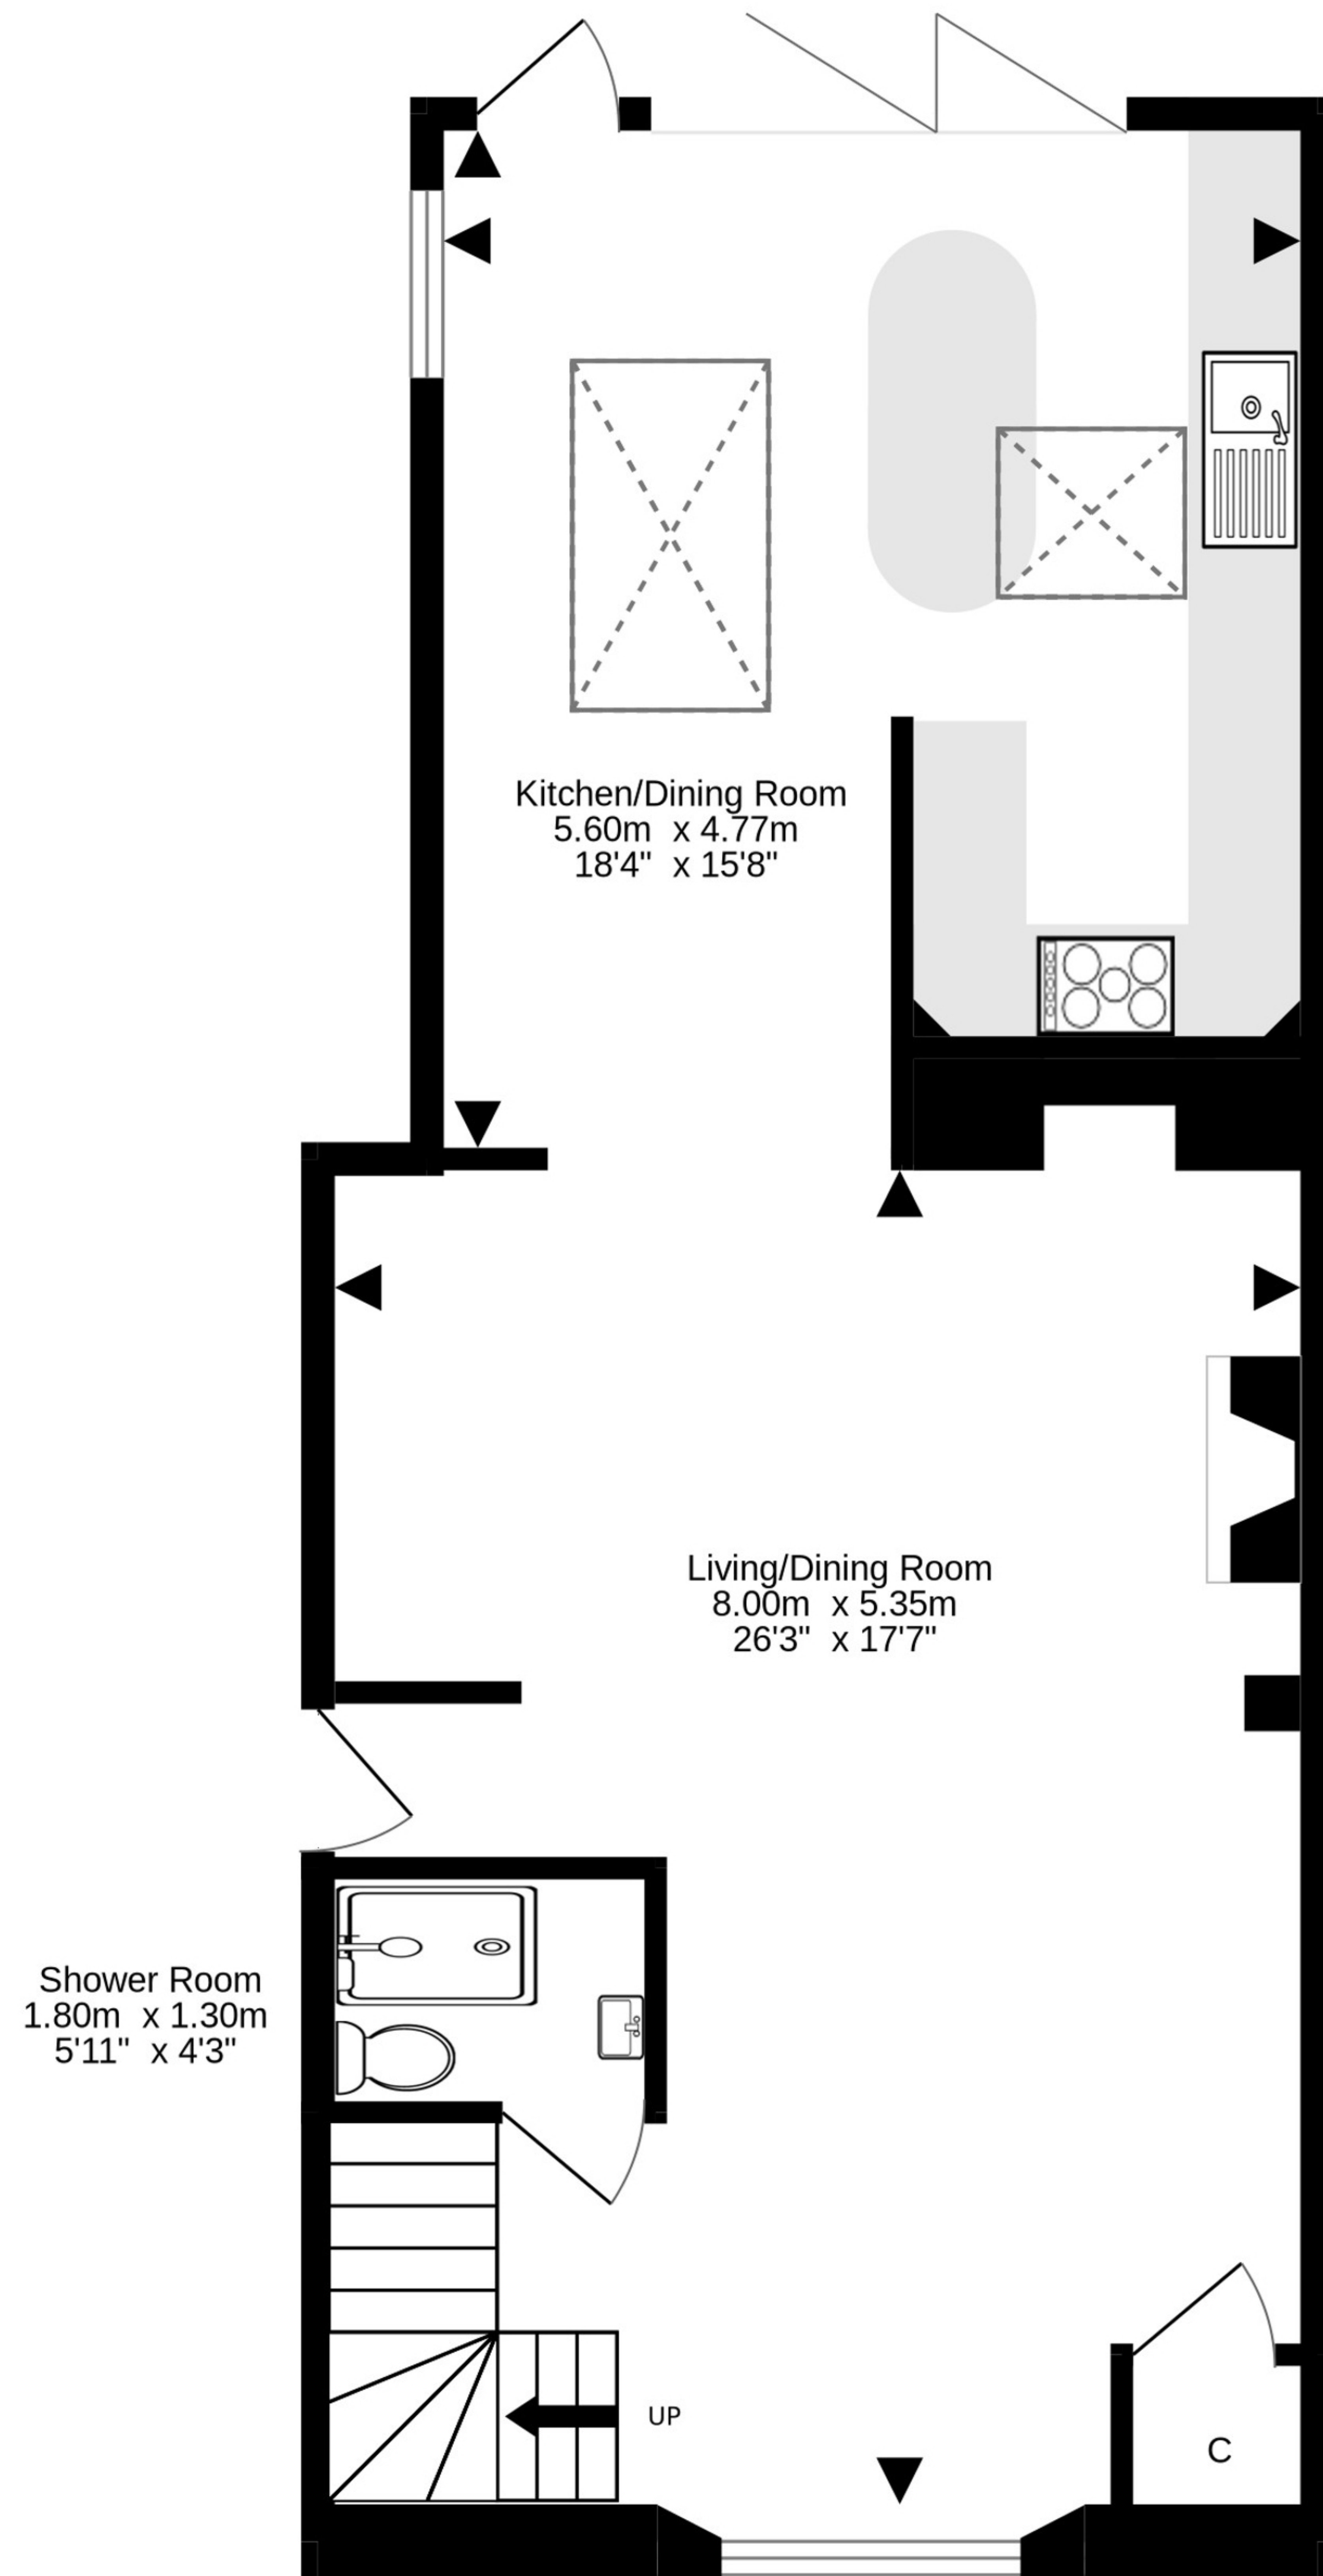 Kitchen/Dining Room
5.60m x 4.77m
18'4" x 15'8"
Living/Dining Room
8.00m x 5.35m
26'3" x 17'7"
Shower Room
1.80m x 1.30m
5'11" x 4'3"
UP
C